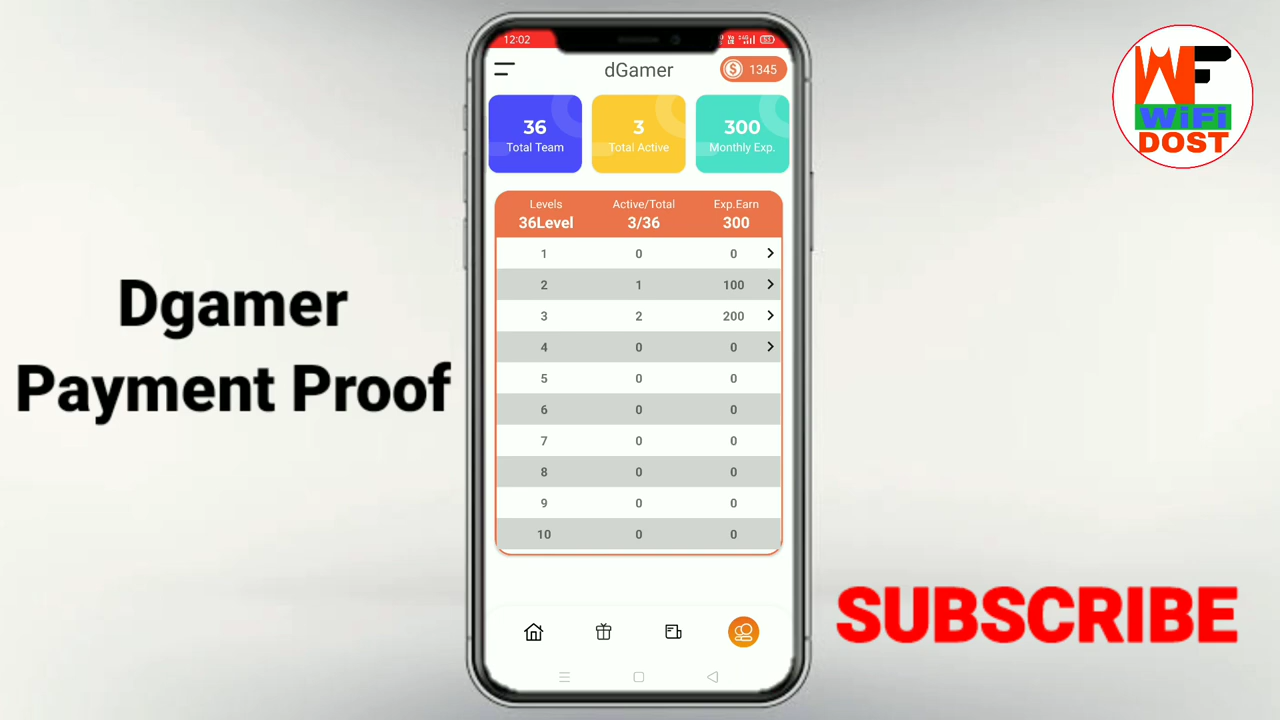 12:02
dGamer
1345
36
Total Team
3
Total Active
300
Monthly Exp.
Levels Active/Total Exp.Earn
36Level 3/36 300
1 0 0
2 1 100
3 2 200
4 0 0
5 0 0
6 0 0
7 0 0
8 0 0
9 0 0
10 0 0
Dgamer
Payment Proof
WF
WiFi
DOST
SUBSCRIBE